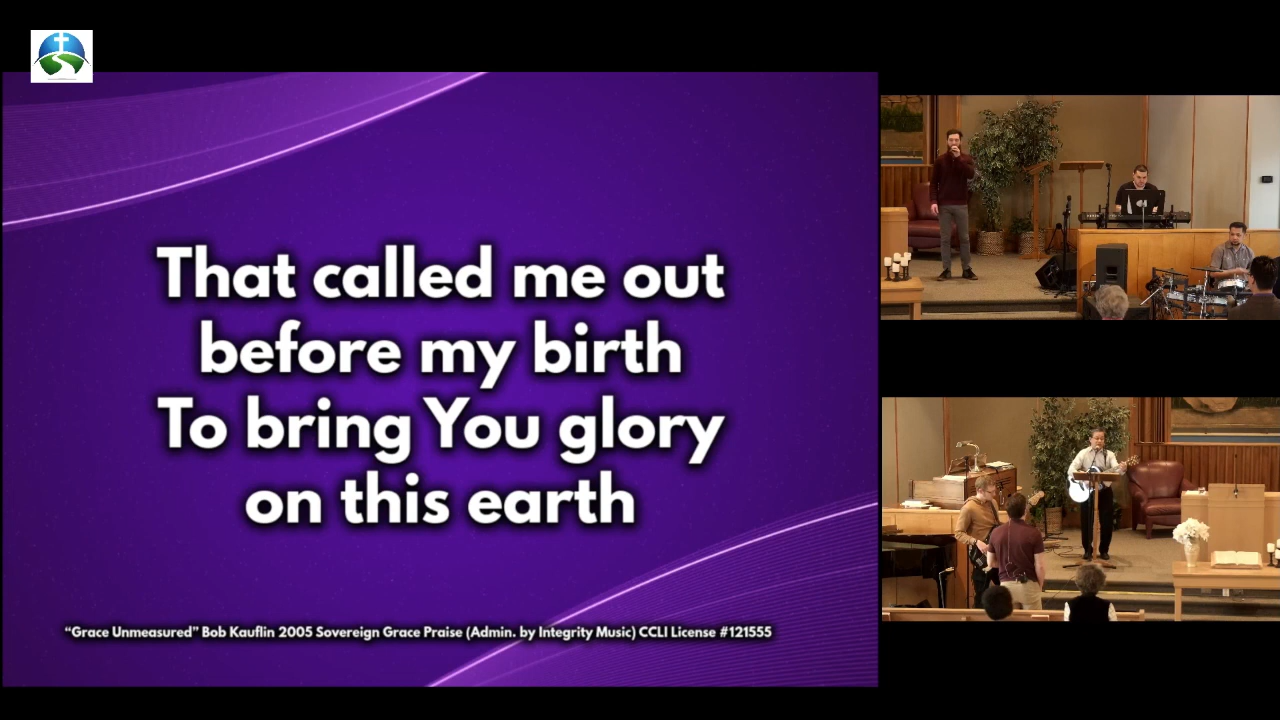 That called me out
before my birth
To bring You glory
on this earth
“Grace Unmeasured” Bob Kauflin 2005 Sovereign Grace Praise (Admin. by Integrity Music) CCLI License #121555